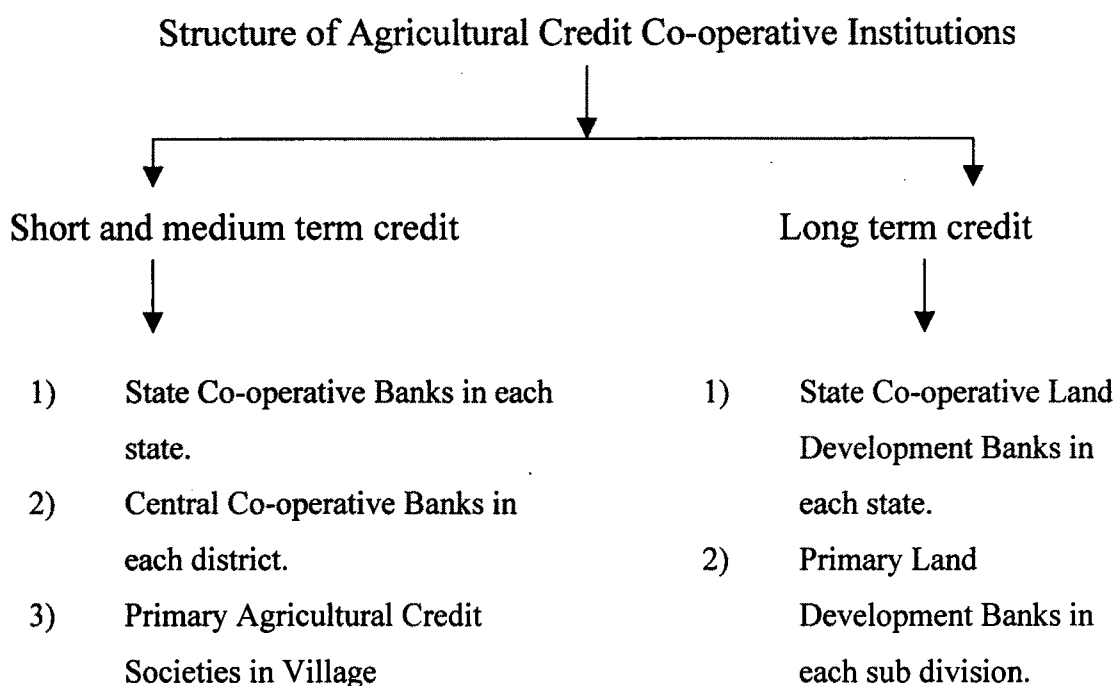 Structure of Agricultural Credit Co-operative Institutions
Short and medium term credit
1) State Co-operative Banks in each
state.
2) Central Co-operative Banks in
each district.
3) Primary Agricultural Credit
Societies in Village
Long term credit
1) State Co-operative Land
Development Banks in
each state.
2) Primary Land
Development Banks in
each sub division.